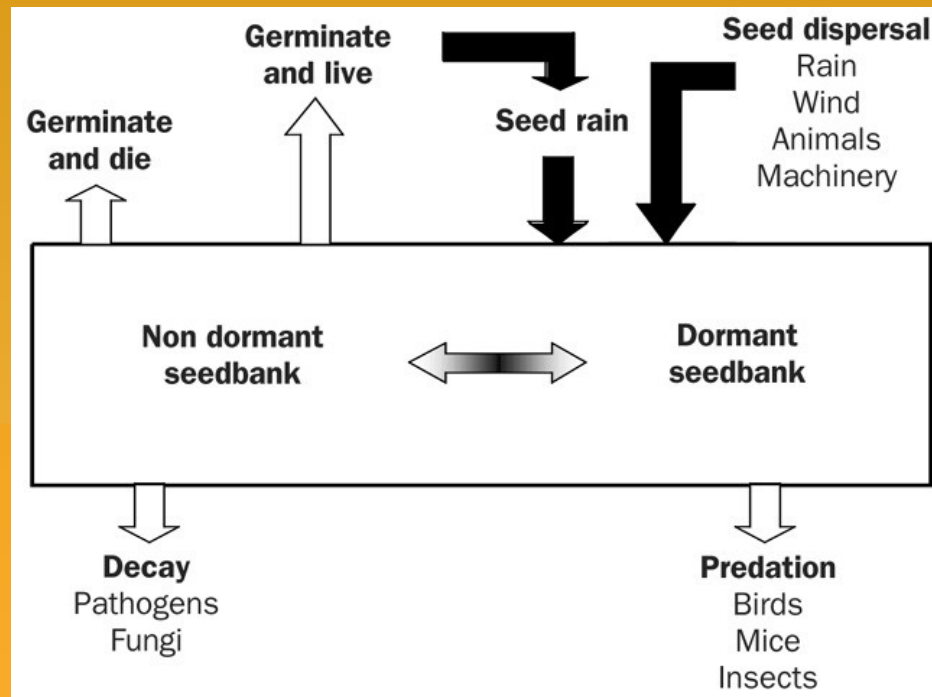 Germinate
and die
Germinate
and live
Seed rain
Seed dispersal
Rain
Wind
Animals
Machinery
Non dormant
seedbank
Dormant
seedbank
Decay
Pathogens
Fungi
Predation
Birds
Mice
Insects